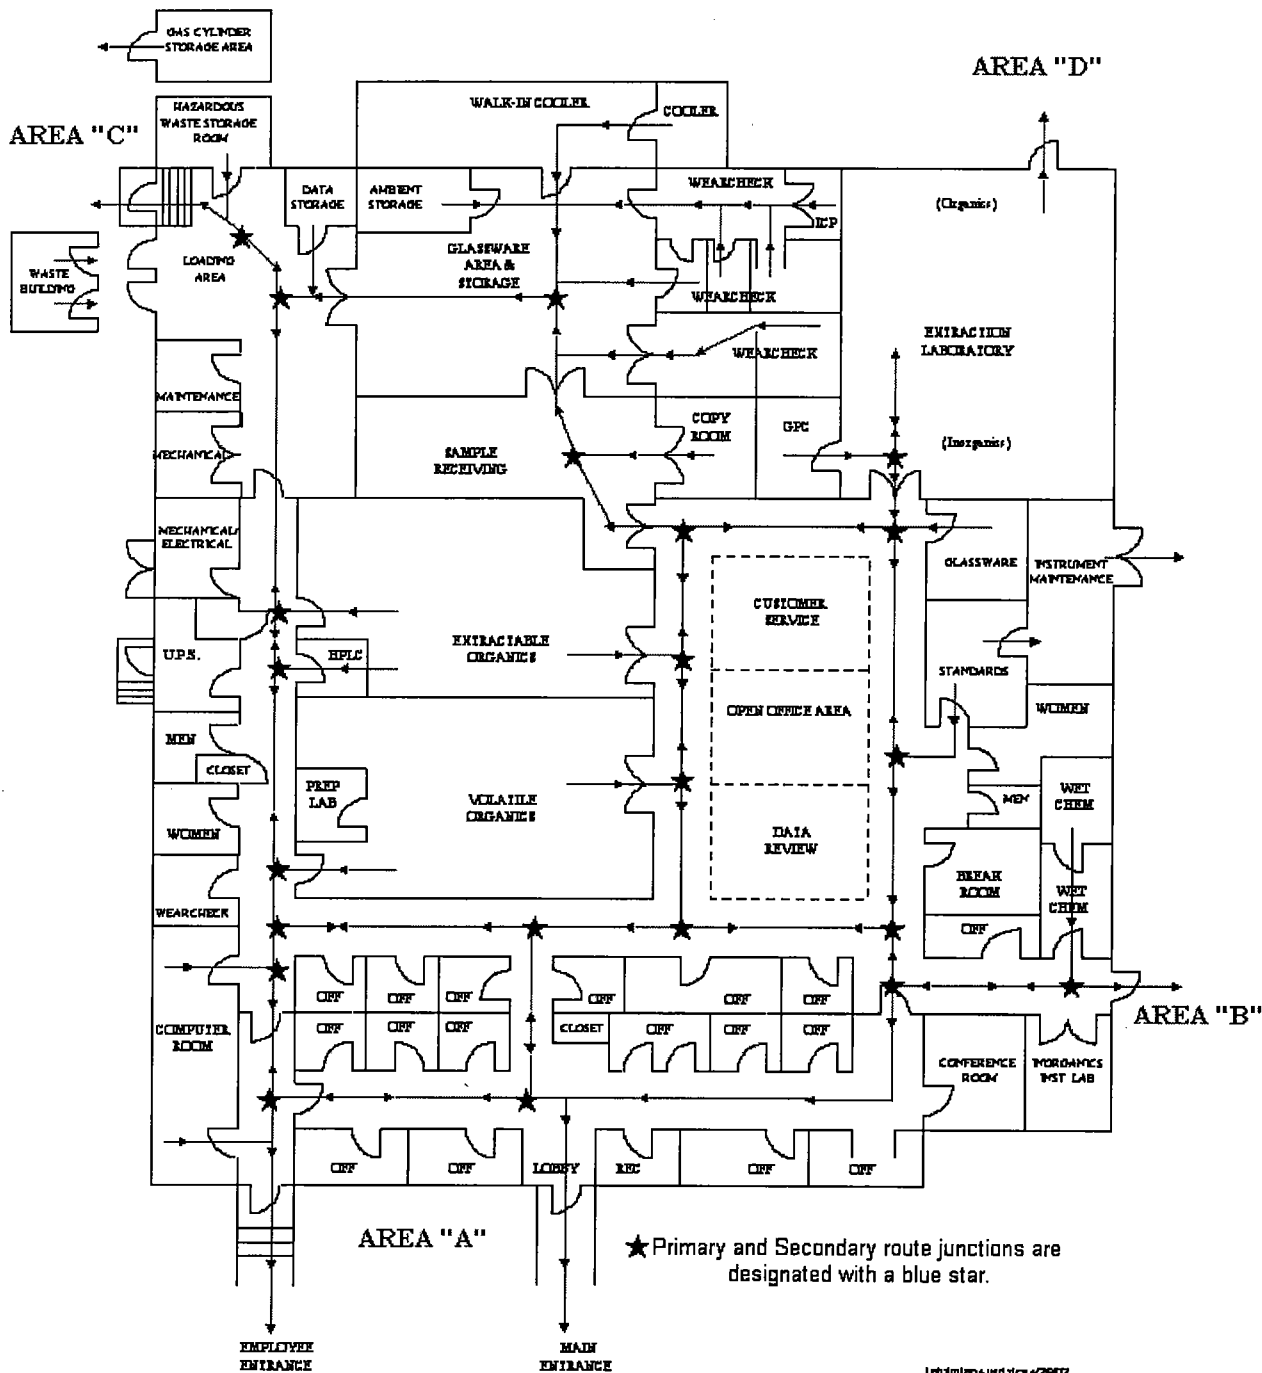 GAS CYLINDER
STORAGE AREA
AREA "D"
WALK-IN COOLER
COOLER
HAZARDOUS
WASTE STORAGE
ROOM
AREA "C"
DATA
STORAGE
AMBIENT
STORAGE
WEARCHECK
(Organics)
ICP
LOADING
AREA
GLASSWARE
AREA &
STORAGE
WASTE
BUILDING
WEARCHECK
WEARCHECK
EXTRACTION
LABORATORY
MAINTENANCE
COPY
ROOM
GPC
MECHANICAL
SAMPLE
RECEIVING
(Inorganics)
MECHANICAL/
ELECTRICAL
GLASSWARE
INSTRUMENT
MAINTENANCE
CUSTOMER
SERVICE
U.P.S.
HPLC
EXTRACTABLE
ORGANICS
STANDARDS
MEN
OPEN OFFICE AREA
WOMEN
CLOSET
PREP
LAB
VOLATILE
ORGANICS
MEN
WET
CHEM
WOMEN
DATA
REVIEW
BREAK
ROOM
WET
CHEM
WEARCHECK
OFF
OFF
OFF
OFF
OFF
OFF
OFF
COMPUTER
ROOM
OFF
OFF
OFF
CLOSET
OFF
OFF
OFF
AREA "B"
CONFERENCE
ROOM
INORGANICS
INST LAB
OFF
OFF
LOBBY
REC
OFF
OFF
AREA "A"
Primary and Secondary route junctions are
designated with a blue star.
EMPLOYEE
ENTRANCE
MAIN
ENTRANCE